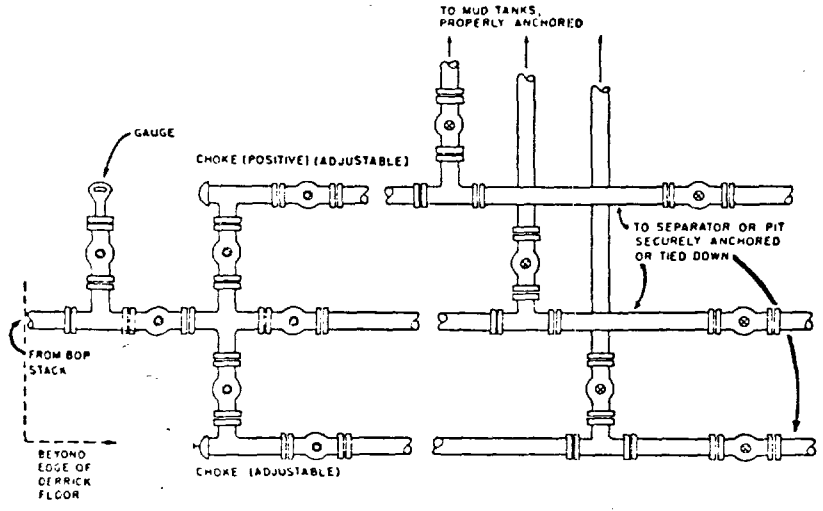 TO MUD TANKS,
PROPERLY ANCHORED
GAUGE
CHOKE (POSITIVE) (ADJUSTABLE)
TO SEPARATOR OR PIT
SECURELY ANCHORED
OR TIED DOWN
FROM BOP
STACK
BEYOND
EDGE OF
DERRICK
FLOOR
CHOKE (ADJUSTABLE)